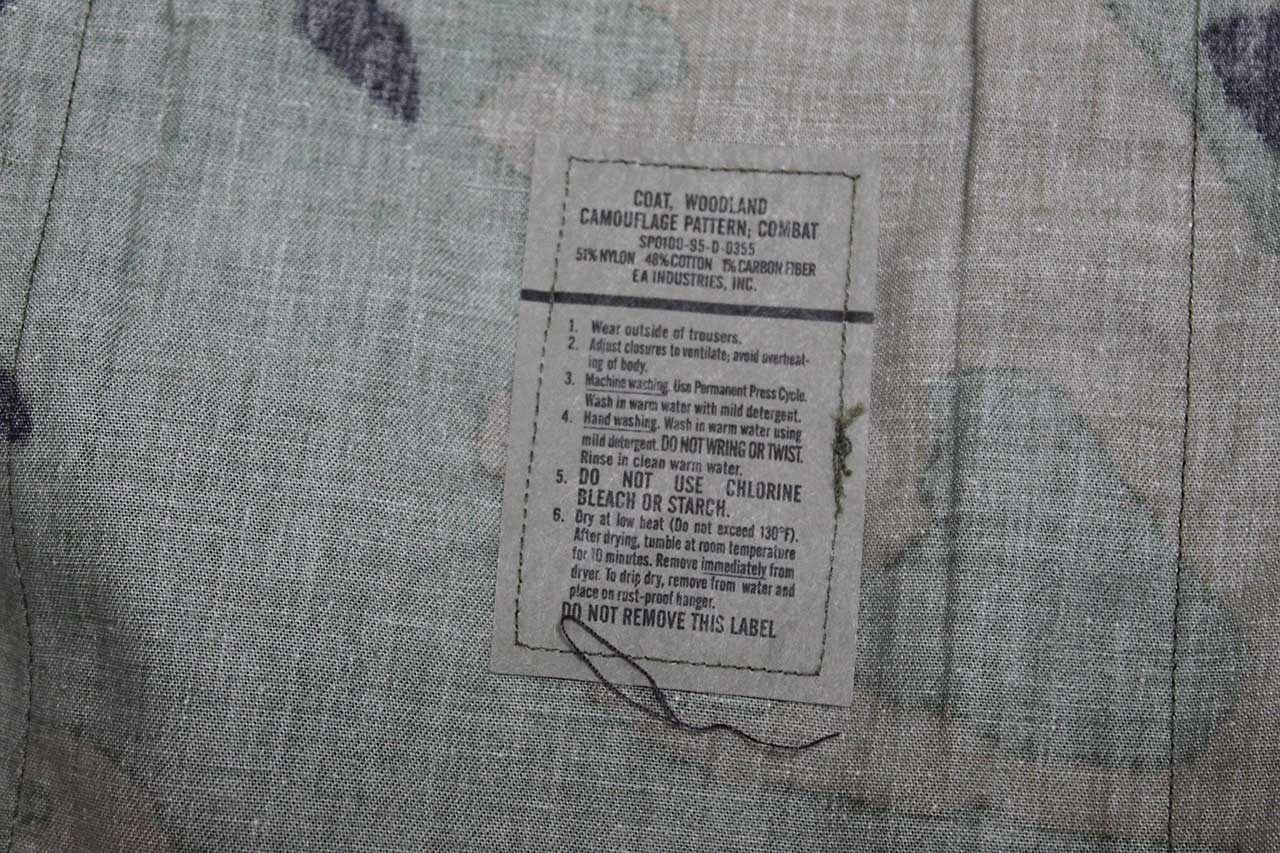 COAT, WOODLAND
CAMOUFLAGE PATTERN; COMBAT
SPO100-95-D-0355
51% NYLON 48% COTTON 1% CARBON FIBER
EA INDUSTRIES, INC.
1. Wear outside of trousers.
2. Adjust closures to ventilate; avoid overheat-
ing of body.
3. Machine washing. Use Permanent Press Cycle.
Wash in warm water with mild detergent.
4. Hand washing. Wash in warm water using
mild detergent. DO NOT WRING OR TWIST.
Rinse in clean warm water.
5. DO NOT USE CHLORINE
BLEACH OR STARCH.
6. Dry at low heat (Do not exceed 130°F).
After drying, tumble at room temperature
for 10 minutes. Remove immediately from
dryer. To drip dry, remove from water and
place on rust-proof hanger.
DO NOT REMOVE THIS LABEL